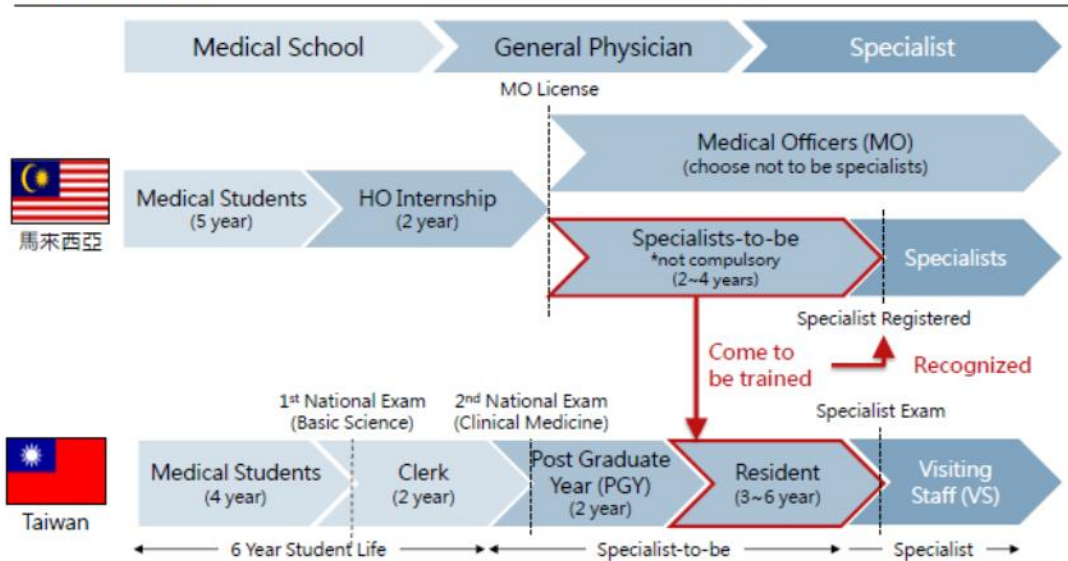 Medical School
General Physician
Specialist
MO License
Medical Officers (MO)
(choose not to be specialists)
Medical Students
(5 year)
HO Internship
(2 year)
馬來西亞
Specialists-to-be
*not compulsory
(2~4 years)
Specialists
Specialist Registered
Come to
be trained
Recognized
1st National Exam
(Basic Science)
2nd National Exam
(Clinical Medicine)
Specialist Exam
Medical Students
(4 year)
Clerk
(2 year)
Post Graduate
Year (PGY)
(2 year)
Resident
(3~6 year)
Visiting
Staff (VS)
Taiwan
6 Year Student Life
Specialist-to-be
Specialist